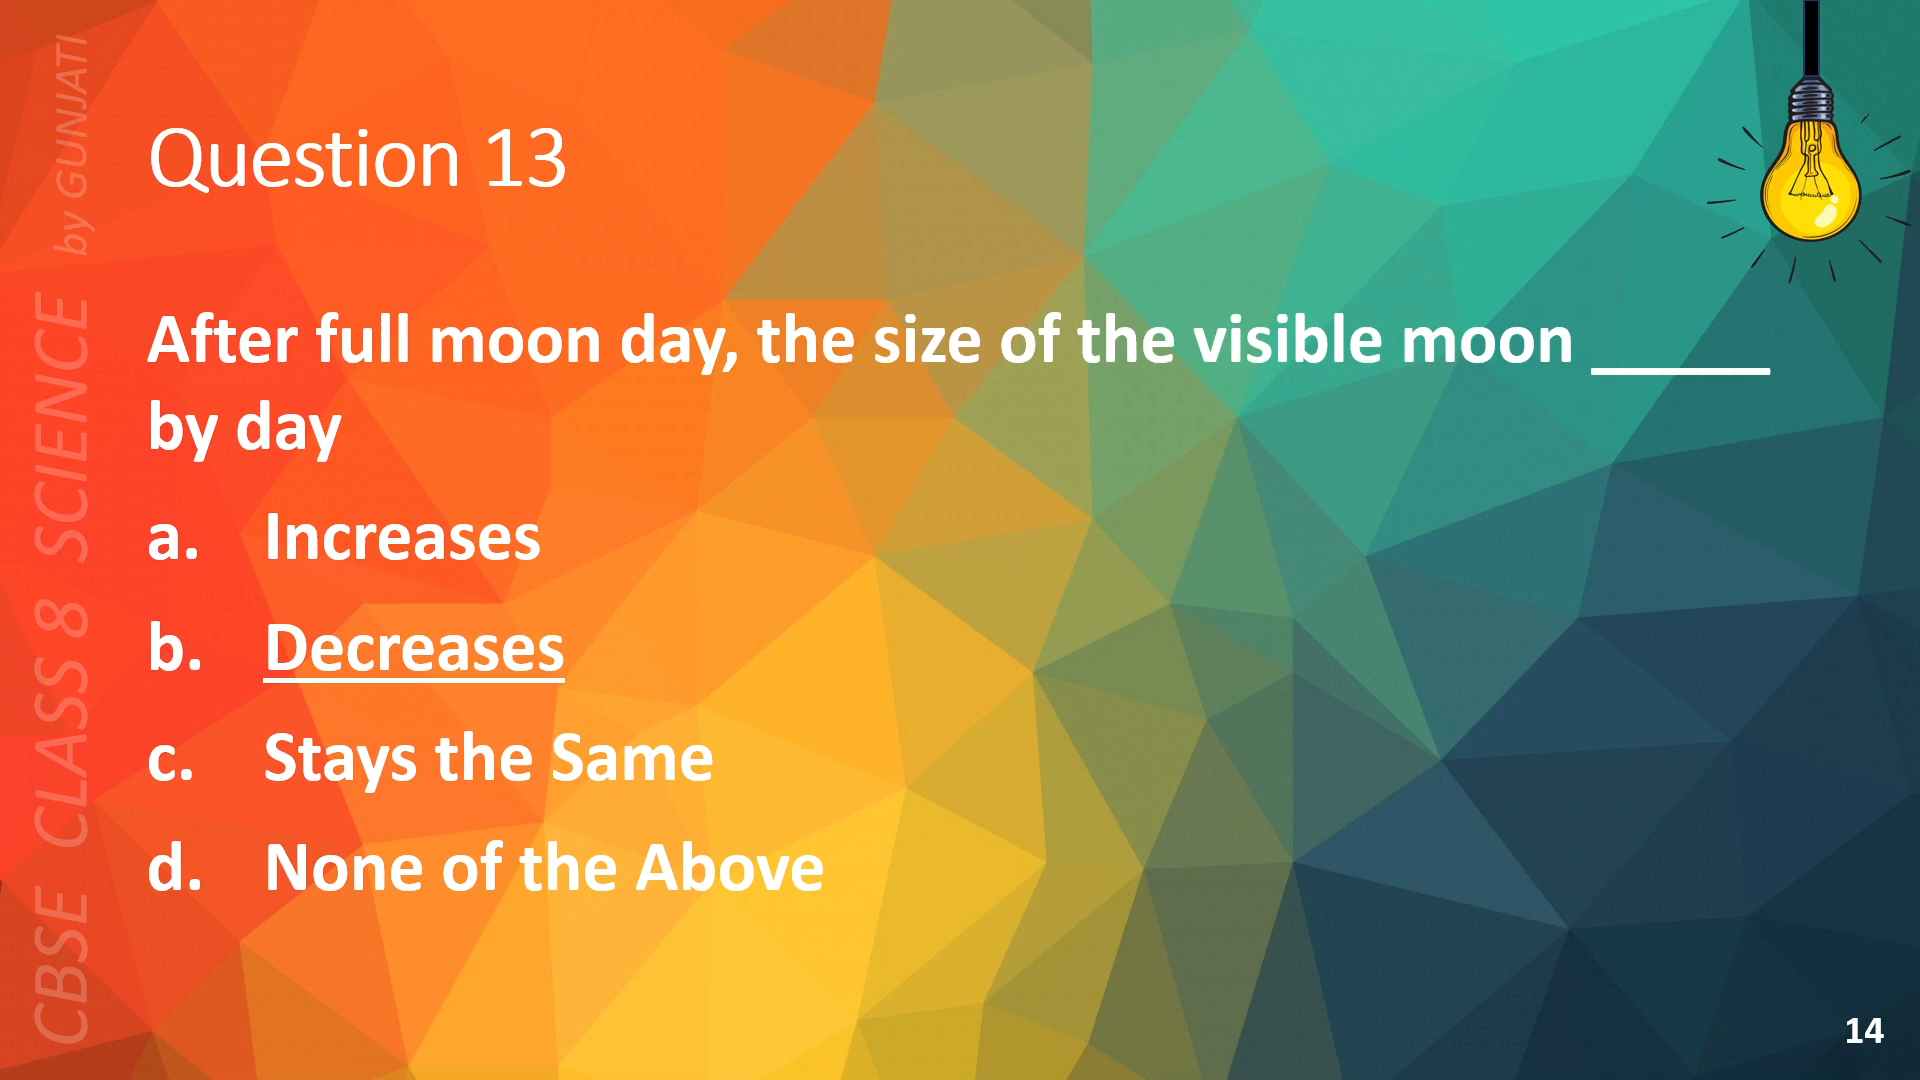 Question 13
After full moon day, the size of the visible moon ______
by day
a. Increases
b. Decreases
c. Stays the Same
d. None of the Above
CBSE CLASS 8 SCIENCE by GUNJATI
14